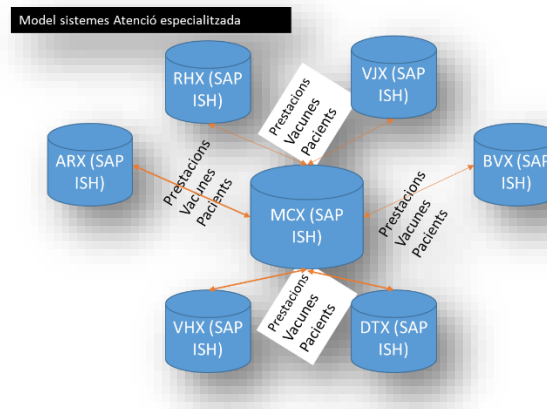 Model sistemes Atenció especialitzada
RHX (SAP
ISH)
VJX (SAP
ISH)
Prestacions
Vacunes
Pacients
ARX (SAP
ISH)
Prestacions
Vacunes
Pacients
MCX (SAP
ISH)
Prestacions
Vacunes
Pacients
BVX (SAP
ISH)
VHX (SAP
ISH)
Prestacions
Vacunes
Pacients
DTX (SAP
ISH)